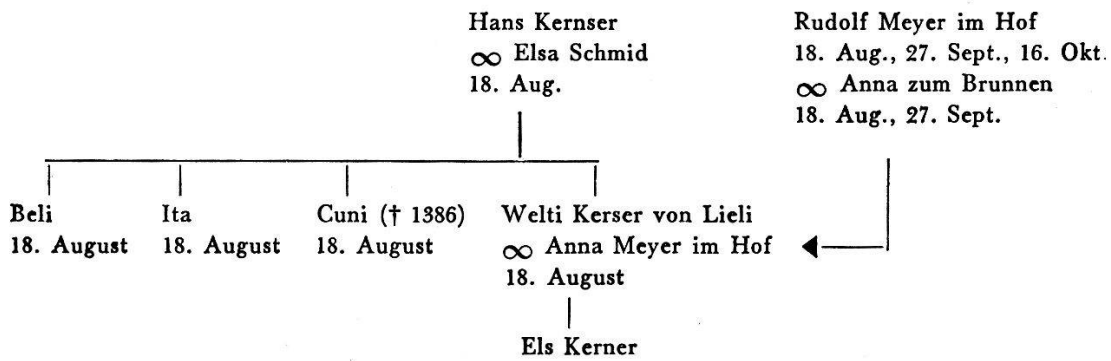 Hans Kernser
∞ Elsa Schmid
18. Aug.
Rudolf Meyer im Hof
18. Aug., 27. Sept., 16. Okt.
∞ Anna zum Brunnen
18. Aug., 27. Sept.
Beli
18. August
Ita
18. August
Cuni († 1386)
18. August
Welti Kerser von Lieli
∞ Anna Meyer im Hof
18. August
Els Kerner